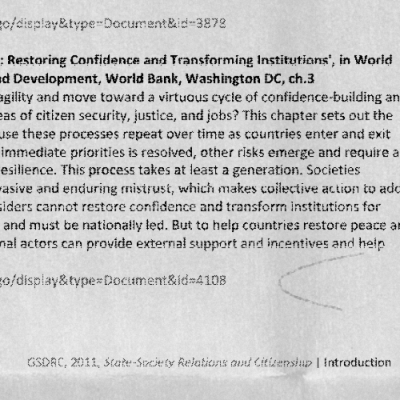 go/display&type=Document&id=3878
: Restoring Confidence and Transforming Institutions', in World
nd Development, World Bank, Washington DC, ch.3
agility and move toward a virtuous cycle of confidence-building an
eas of citizen security, justice, and jobs? This chapter sets out the
use these processes repeat over time as countries enter and exit
immediate priorities is resolved, other risks emerge and require a
esilience. This process takes at least a generation. Societies
vasive and enduring mistrust, which makes collective action to add
siders cannot restore confidence and transform institutions for
and must be nationally led. But to help countries restore peace an
nal actors can provide external support and incentives and help
go/display&type=Document&id=4108
GSDRC, 2011, State-Society Relations and Citizenship | Introduction